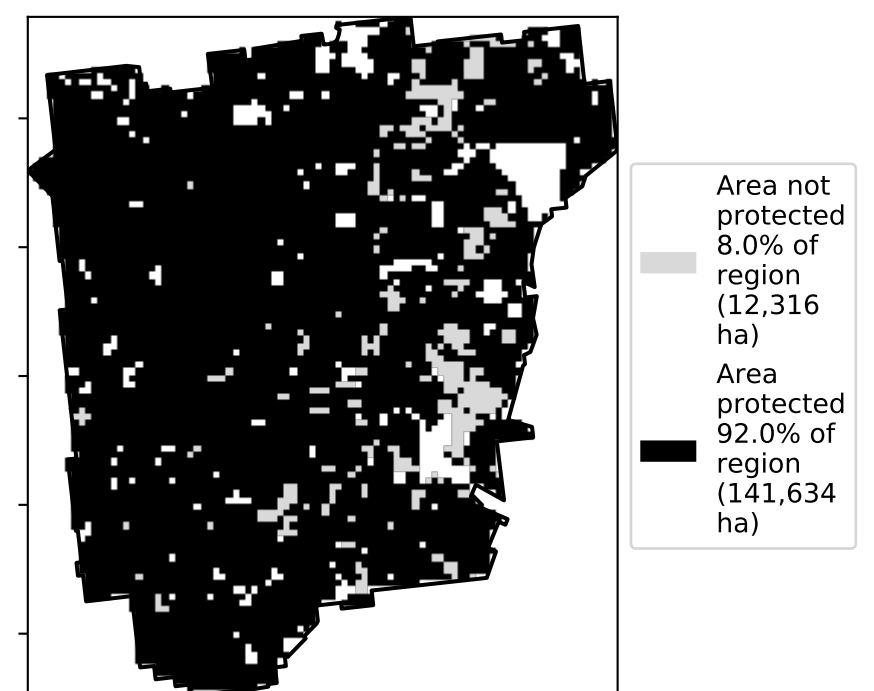 Area not
protected
8.0% of
region
(12,316
ha)
Area
protected
92.0% of
region
(141,634
ha)